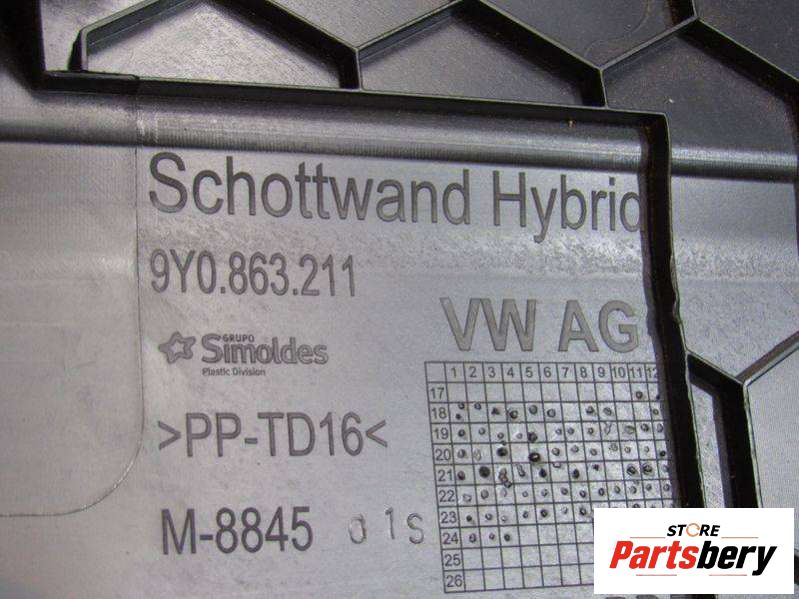 Schottwand Hybrid
9Y0.863.211
VW AG
GRUPO
Simoldes
Plastic Division
>PP-TD16<
M-8845 01S
1 2 3 4 5 6 7 8 9 10 11 12
17
18
19
20
21
22
23
24
25
26
STORE
Partsbery